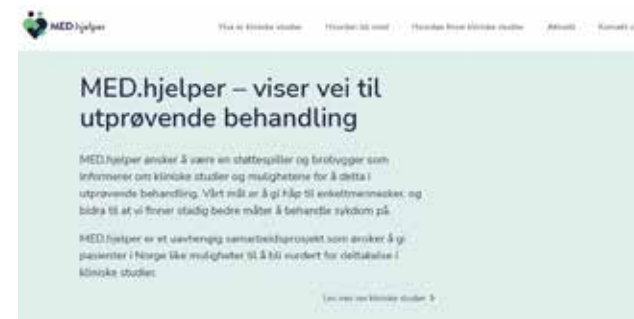 MED.hjelper
Hva er kliniske studier
Hvordan bli med
Hvordan finne kliniske studier
Aktuelt
Kontakt
MED.hjelper – viser vei til
utprøvende behandling
MED.hjelper ønsker å være en støttespiller og brobygger som
informerer om kliniske studier og mulighetene for å delta i
utprøvende behandling. Vårt mål er å gi håp til enkeltmennesker, og
bidra til at vi finner stadig bedre måter å behandle sykdom på.
MED.hjelper er et uavhengig samarbeidsprosjekt som ønsker å gi
pasienter i Norge like muligheter til å bli vurdert for deltakelse i
kliniske studier.
Les mer om kliniske studier